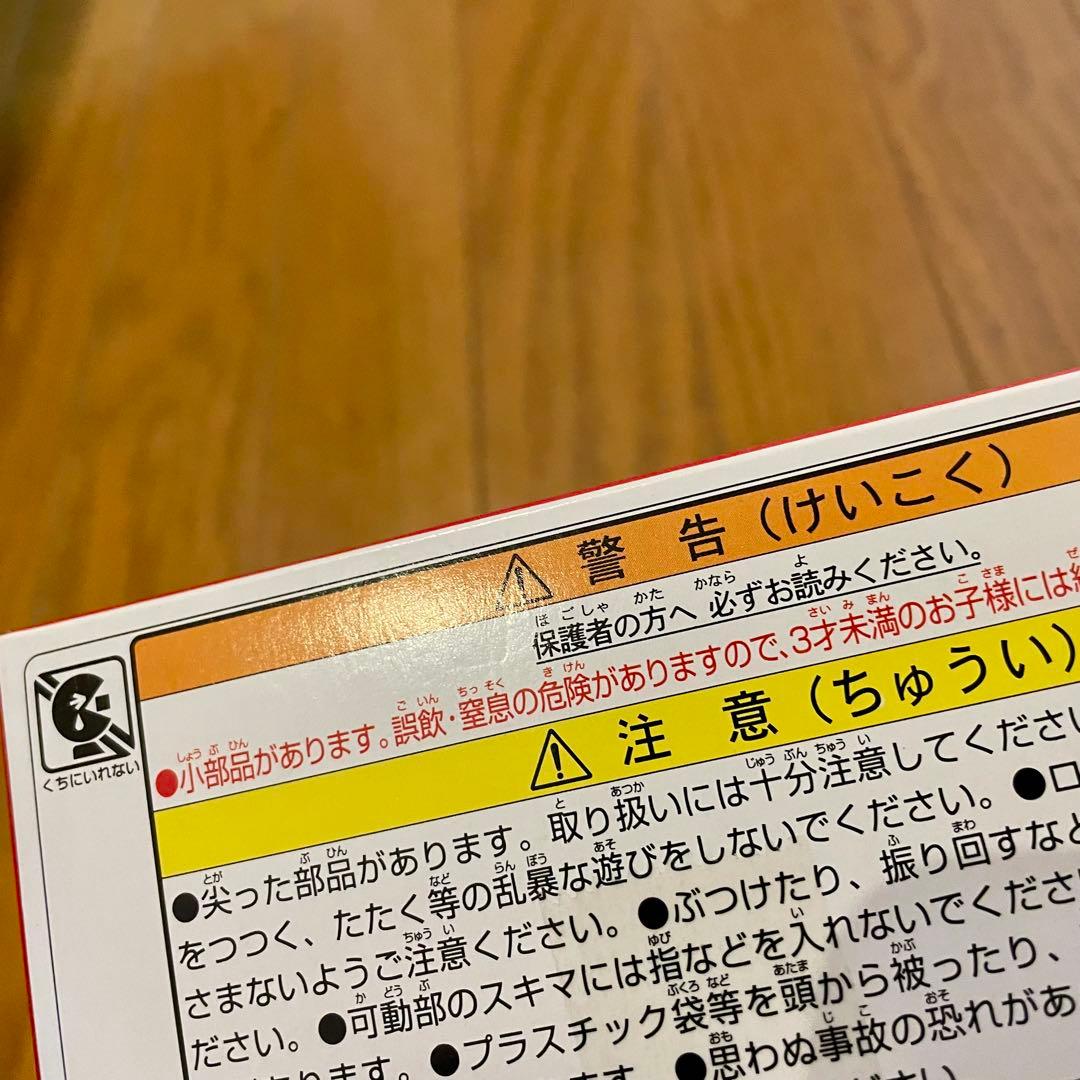 警告（けいこく）
保護者の方へ 必ずお読みください。
くちにいれない
●小部品があります。誤飲・窒息の危険がありますので、3才未満のお子様には
注意（ちゅうい）
●尖った部品があります。取り扱いには十分注意してくださ
をつつく、たたく等の乱暴な遊びをしないでください。●
さまないようご注意ください。●ぶつけたり、振り回すなど
ださい。●可動部のスキマには指などを入れないでくださ
あります。●プラスチック袋等を頭から被ったり、
●思わぬ事故の恐れがあ
ください